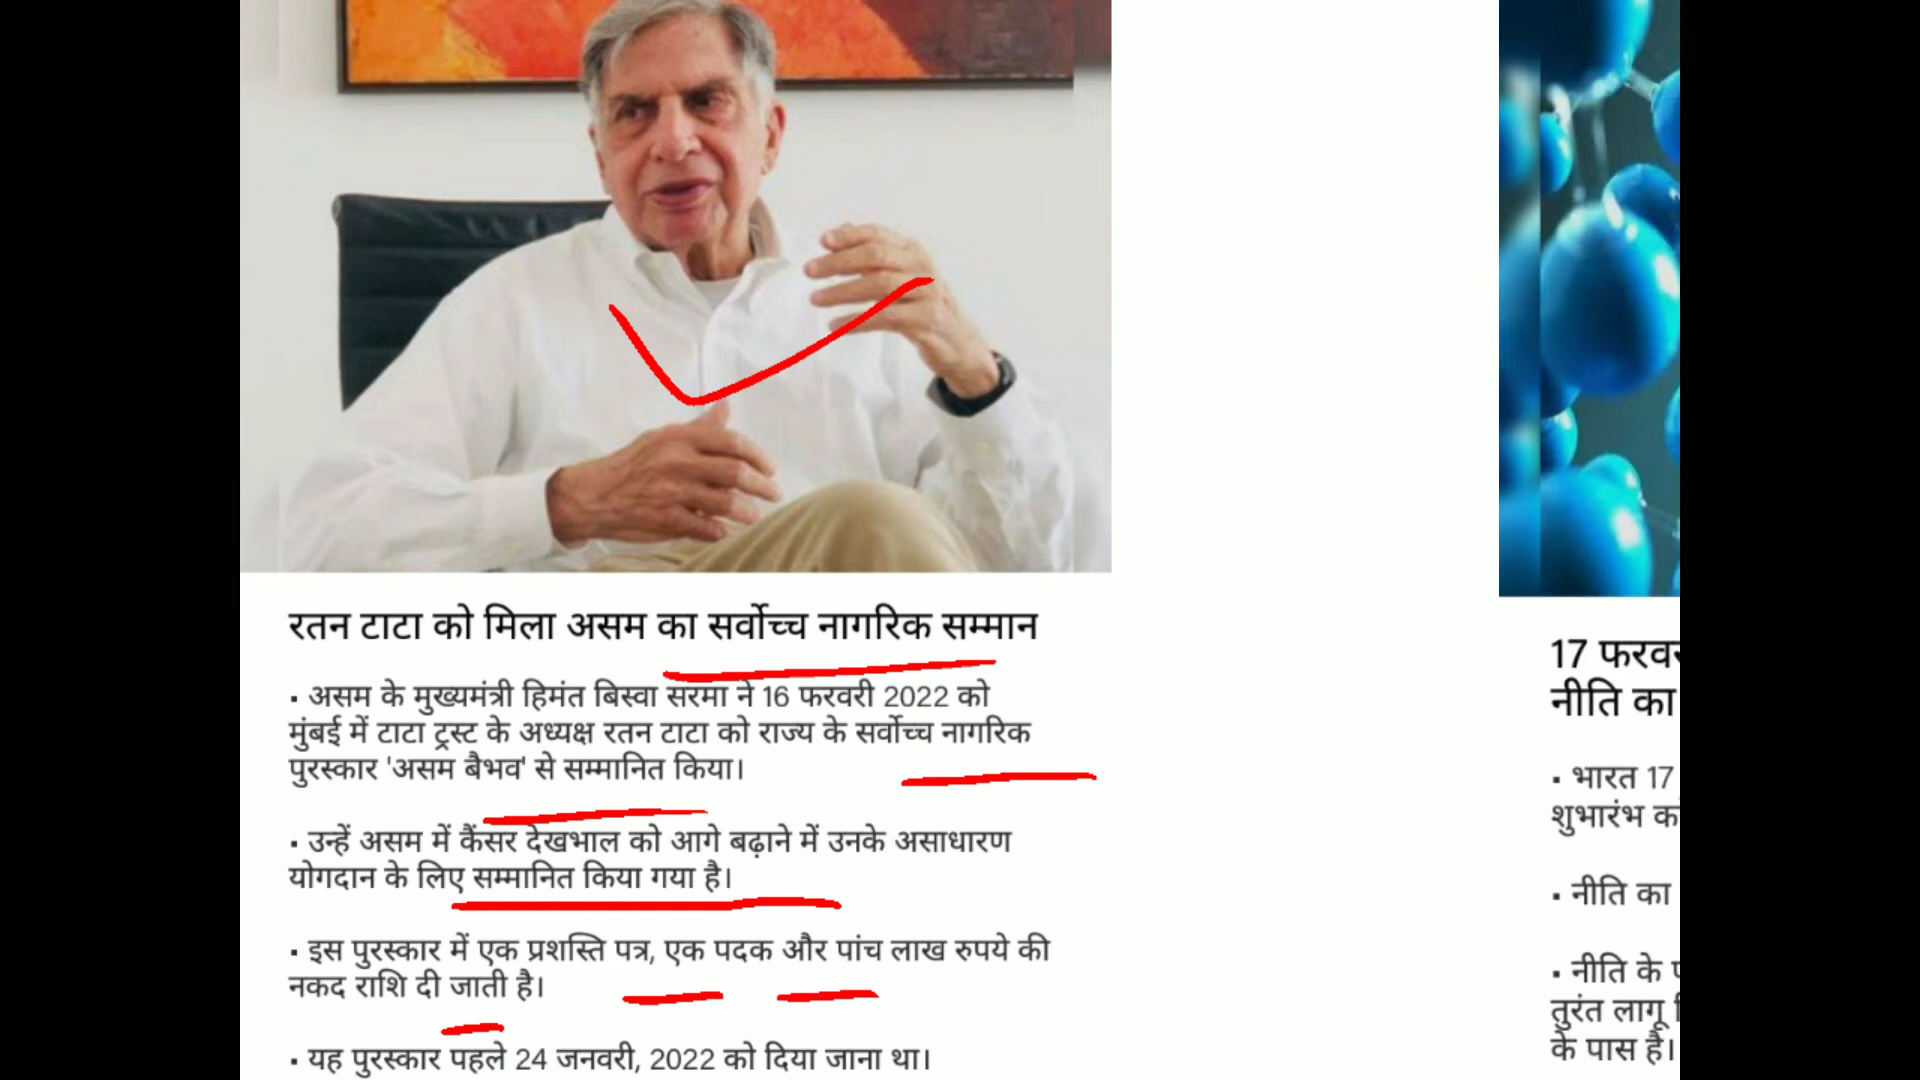 रतन टाटा को मिला असम का सर्वोच्च नागरिक सम्मान
▪ असम के मुख्यमंत्री हिमंत बिस्वा सरमा ने 16 फरवरी 2022 को
मुंबई में टाटा ट्रस्ट के अध्यक्ष रतन टाटा को राज्य के सर्वोच्च नागरिक
पुरस्कार 'असम बैभव' से सम्मानित किया।
▪ उन्हें असम में कैंसर देखभाल को आगे बढ़ाने में उनके असाधारण
योगदान के लिए सम्मानित किया गया है।
▪ इस पुरस्कार में एक प्रशस्ति पत्र, एक पदक और पांच लाख रुपये की
नकद राशि दी जाती है।
▪ यह पुरस्कार पहले 24 जनवरी, 2022 को दिया जाना था।
17
नीति का
▪ भारत 17
शुभारंभ
▪ नीति का
▪ नीति के
तुरंत लागू
के पास है।